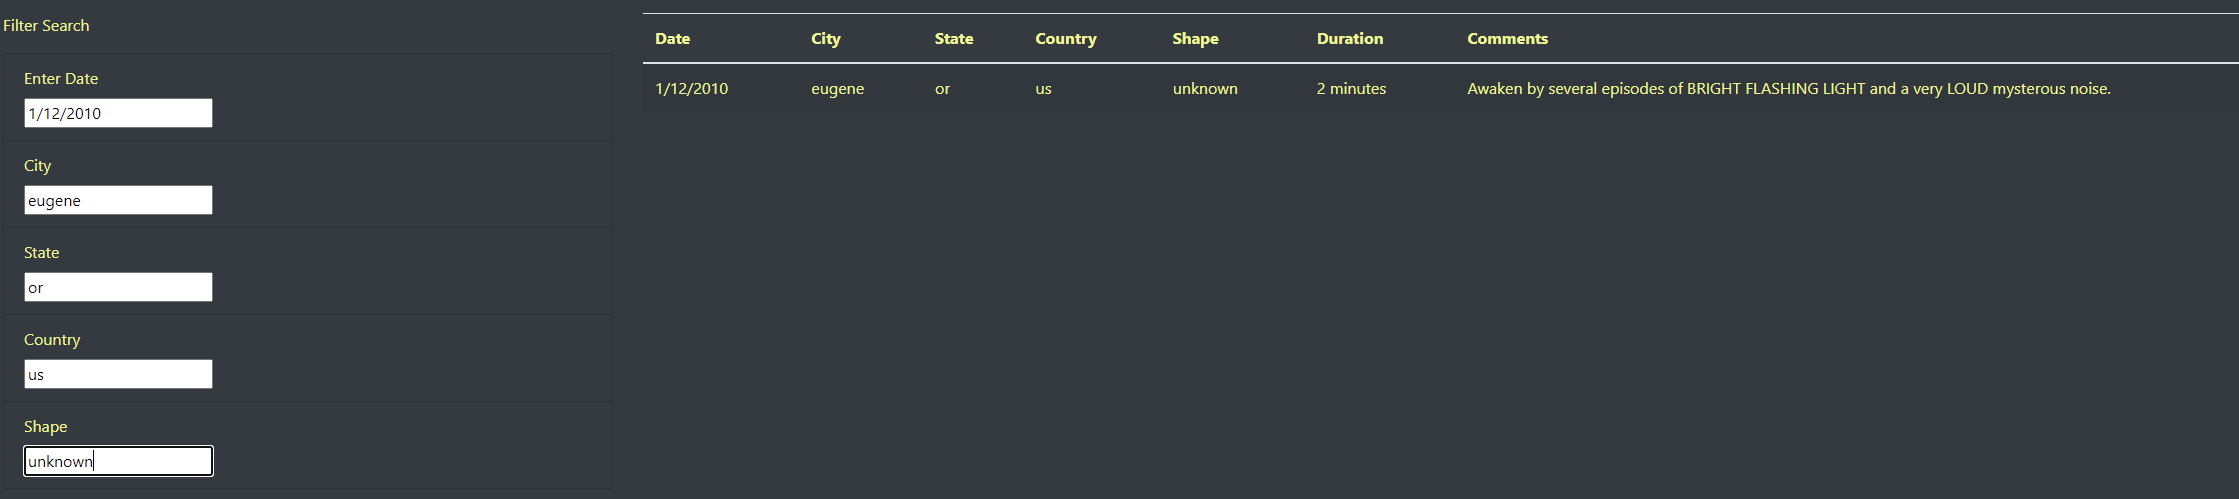 Filter Search
Enter Date
1/12/2010
City
eugene
State
or
Country
us
Shape
unknown
Date City State Country Shape Duration Comments
1/12/2010 eugene or us unknown 2 minutes Awaken by several episodes of BRIGHT FLASHING LIGHT and a very LOUD mysterous noise.